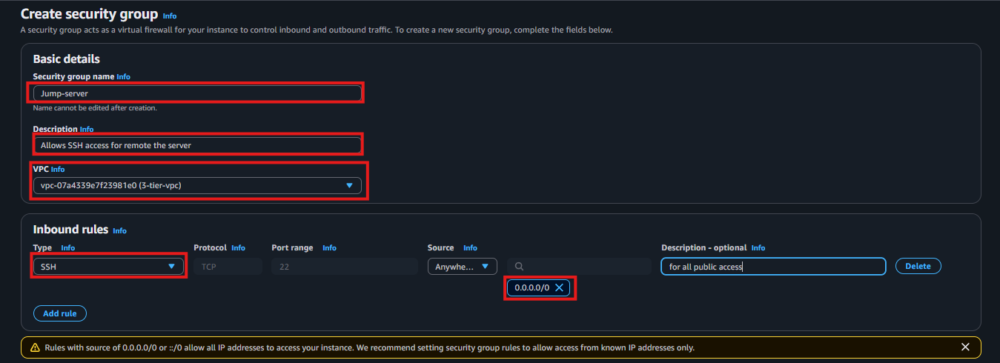 Create security group Info
A security group acts as a virtual firewall for your instance to control inbound and outbound traffic. To create a new security group, complete the fields below.
Basic details
Security group name Info
Jump-server
Name cannot be edited after creation.
Description Info
Allows SSH access for remote the server
VPC Info
vpc-07a4339e7f23981e0 (3-tier-vpc)
Inbound rules Info
Type Info Protocol Info Port range Info Source Info Description - optional Info
SSH TCP 22 Anywhe... for all public access Delete
0.0.0.0/0
Add rule
Rules with source of 0.0.0.0/0 or ::/0 allow all IP addresses to access your instance. We recommend setting security group rules to allow access from known IP addresses only.